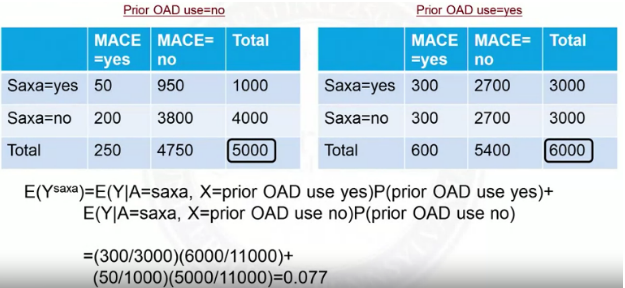 Prior OAD use=no
Prior OAD use=yes
MACE =yes MACE= no Total
Saxa=yes 50 950 1000
Saxa=no 200 3800 4000
Total 250 4750 5000
MACE =yes MACE= no Total
Saxa=yes 300 2700 3000
Saxa=no 300 2700 3000
Total 600 5400 6000
E(Yˢᵃˣᵃ)=E(Y|A=saxa, X=prior OAD use yes)P(prior OAD use yes)+
E(Y|A=saxa, X=prior OAD use no)P(prior OAD use no)
=(300/3000)(6000/11000)+
(50/1000)(5000/11000)=0.077